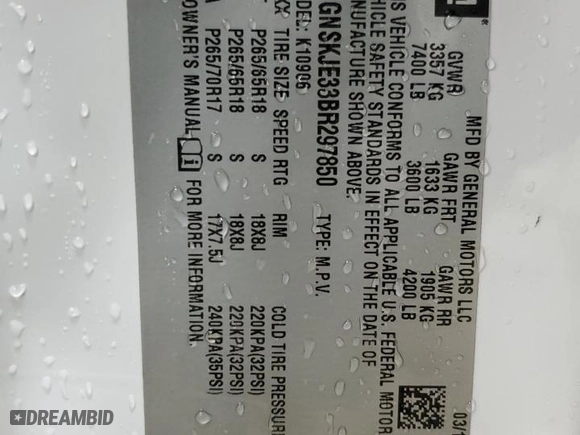 MFD BY GENERAL MOTORS LLC
03/1
GVWR GAWR FRT GAWR RR
3357 KG 1633 KG 1905 KG
7400 LB 3600 LB 4200 LB
IS VEHICLE CONFORMS TO ALL APPLICABLE U.S. FEDERAL MOTOR
HICLE SAFETY STANDARDS IN EFFECT ON THE DATE OF
NUFACTURE SHOWN ABOVE.
GNSKJE33BR297850 TYPE: M.P.V.
DEL: K10906
TIRE SIZE SPEED RTG RIM COLD TIRE PRESSUR
P265/65R18 S 18X8J 220KPA(32PSI)
P265/65R18 S 18X8J 220KPA(32PSI)
P265/70R17 S 17X7.5J 240KPA(35PSI)
OWNER'S MANUAL i FOR MORE INFORMATION.
DREAMBID